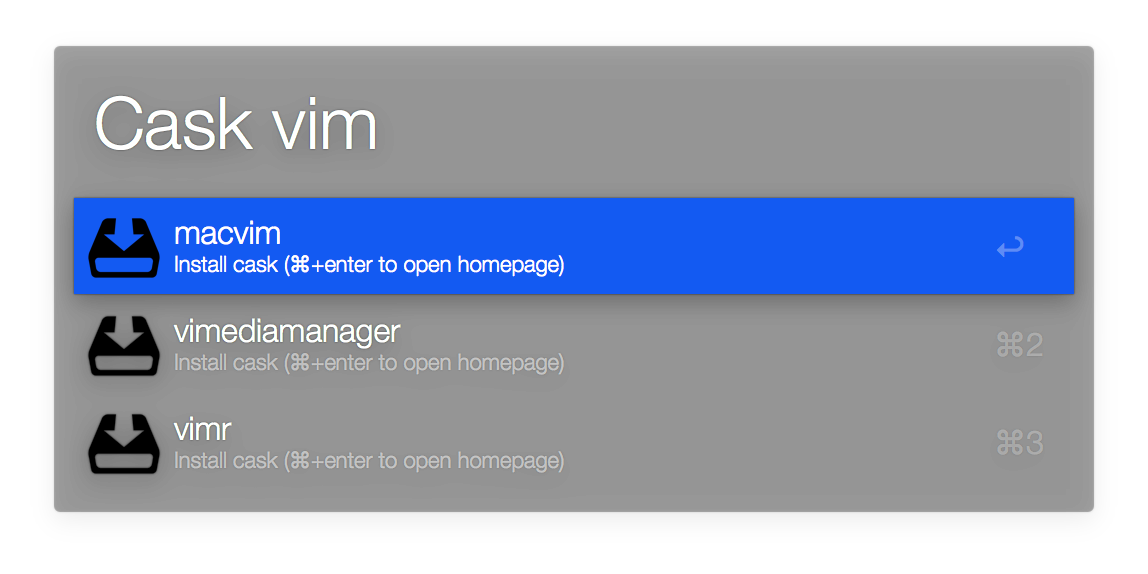 Cask vim
macvim
Install cask (⌘+enter to open homepage)
↩
vimediamanager
Install cask (⌘+enter to open homepage)
⌘2
vimr
Install cask (⌘+enter to open homepage)
⌘3